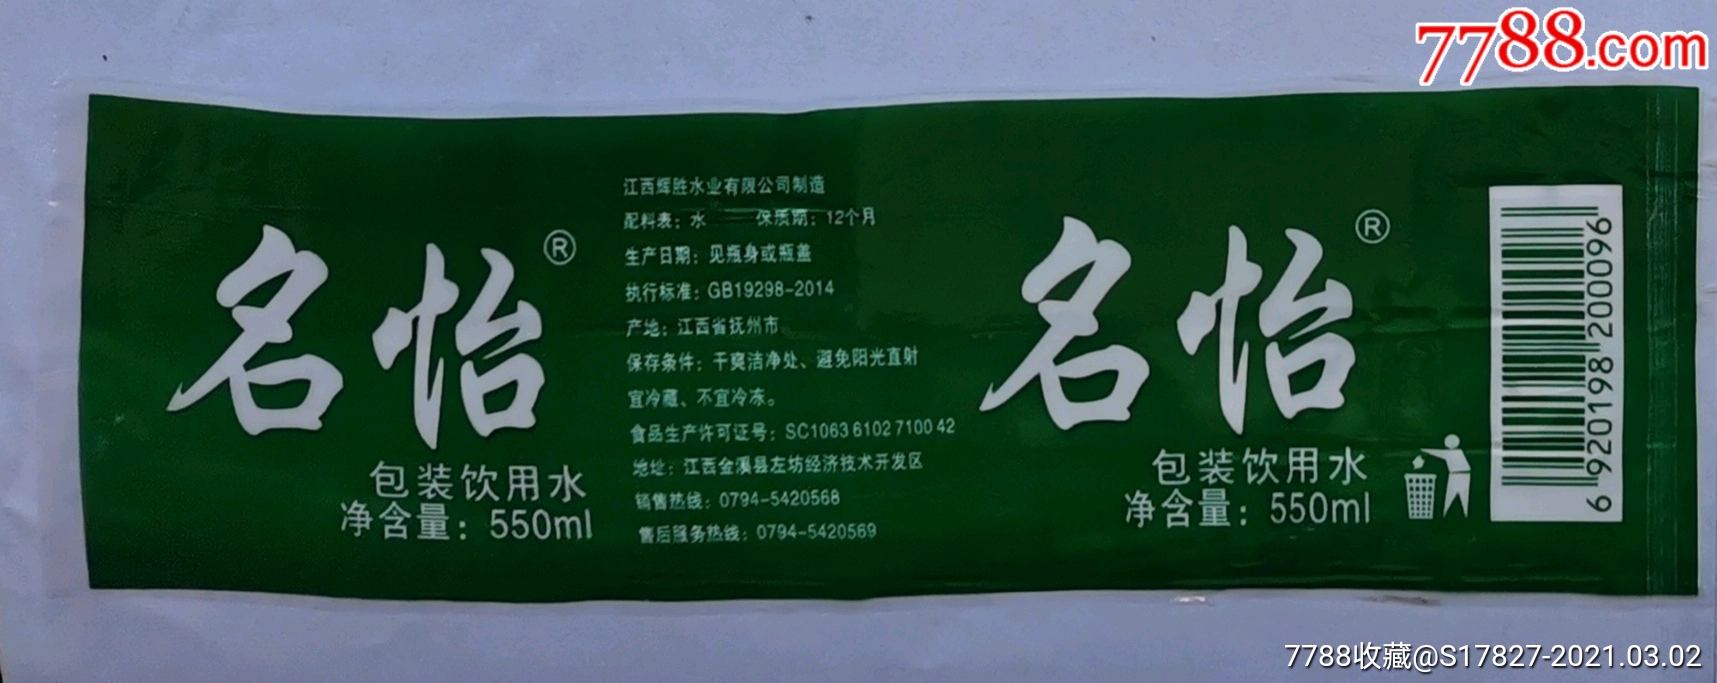 7788.com
名怡®
包装饮用水
净含量：550ml
江西辉胜水业有限公司制造
配料表：水 保质期：12个月
生产日期：见瓶身或瓶盖
执行标准：GB19298-2014
产地：江西省抚州市
保存条件：干爽洁净处、避免阳光直射
宜冷藏、不宜冷冻。
食品生产许可证号：SC10636102710042
地址：江西金溪县左坊经济技术开发区
销售热线：0794-5420568
售后服务热线：0794-5420569
名怡®
包装饮用水
净含量：550ml
6920198200096
7788收藏@S17827-2021.03.02